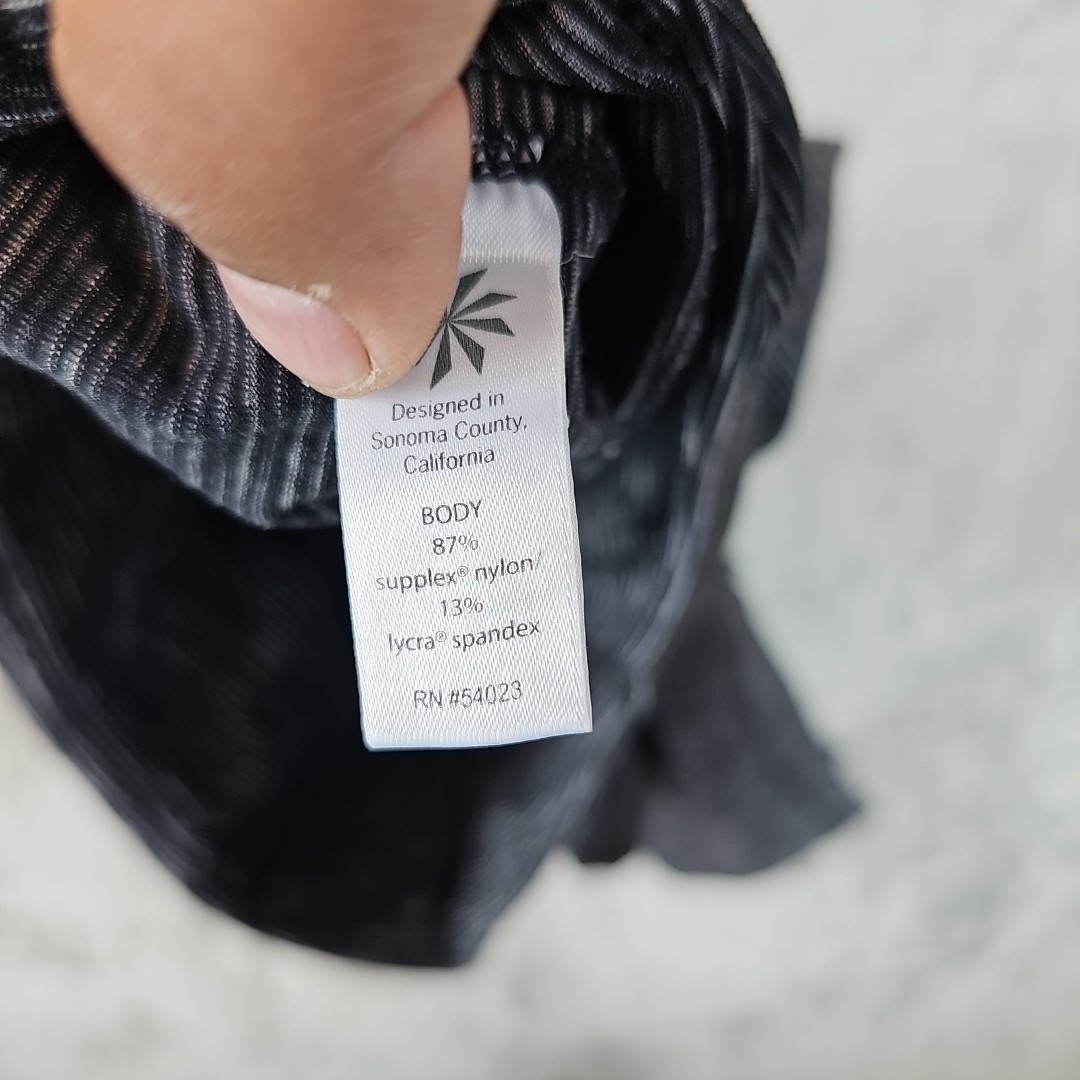 Designed in
Sonoma County,
California
BODY
87%
supplex® nylon/
13%
lycra® spandex
RN #54023